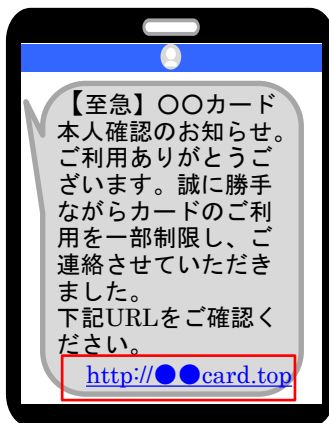 【至急】〇〇カード
本人確認のお知らせ。
ご利用ありがとうご
ざいます。誠に勝手
ながらカードのご利
用を一部制限し、ご
連絡させていただき
ました。
下記URLをご確認く
ださい。
http://●●card.top